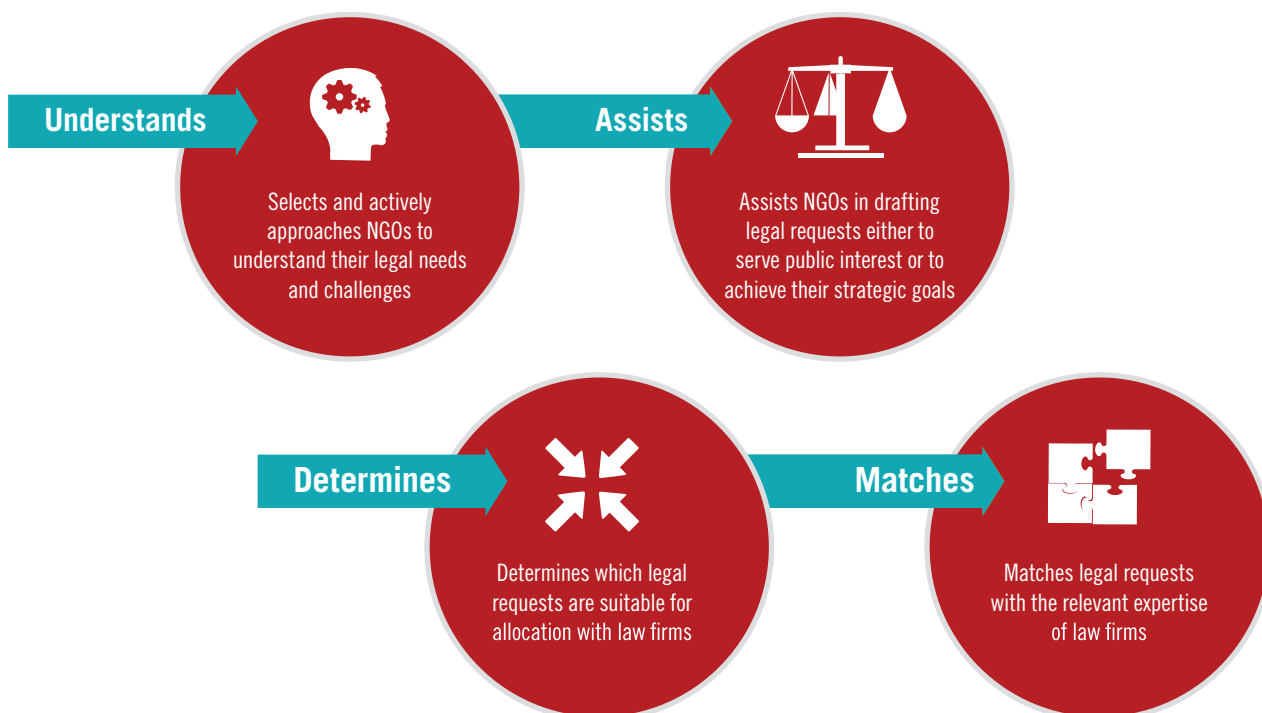 Understands
Selects and actively
approaches NGOs to
understand their legal needs
and challenges
Assists
Assists NGOs in drafting
legal requests either to
serve public interest or to
achieve their strategic goals
Determines
Determines which legal
requests are suitable for
allocation with law firms
Matches
Matches legal requests
with the relevant expertise
of law firms